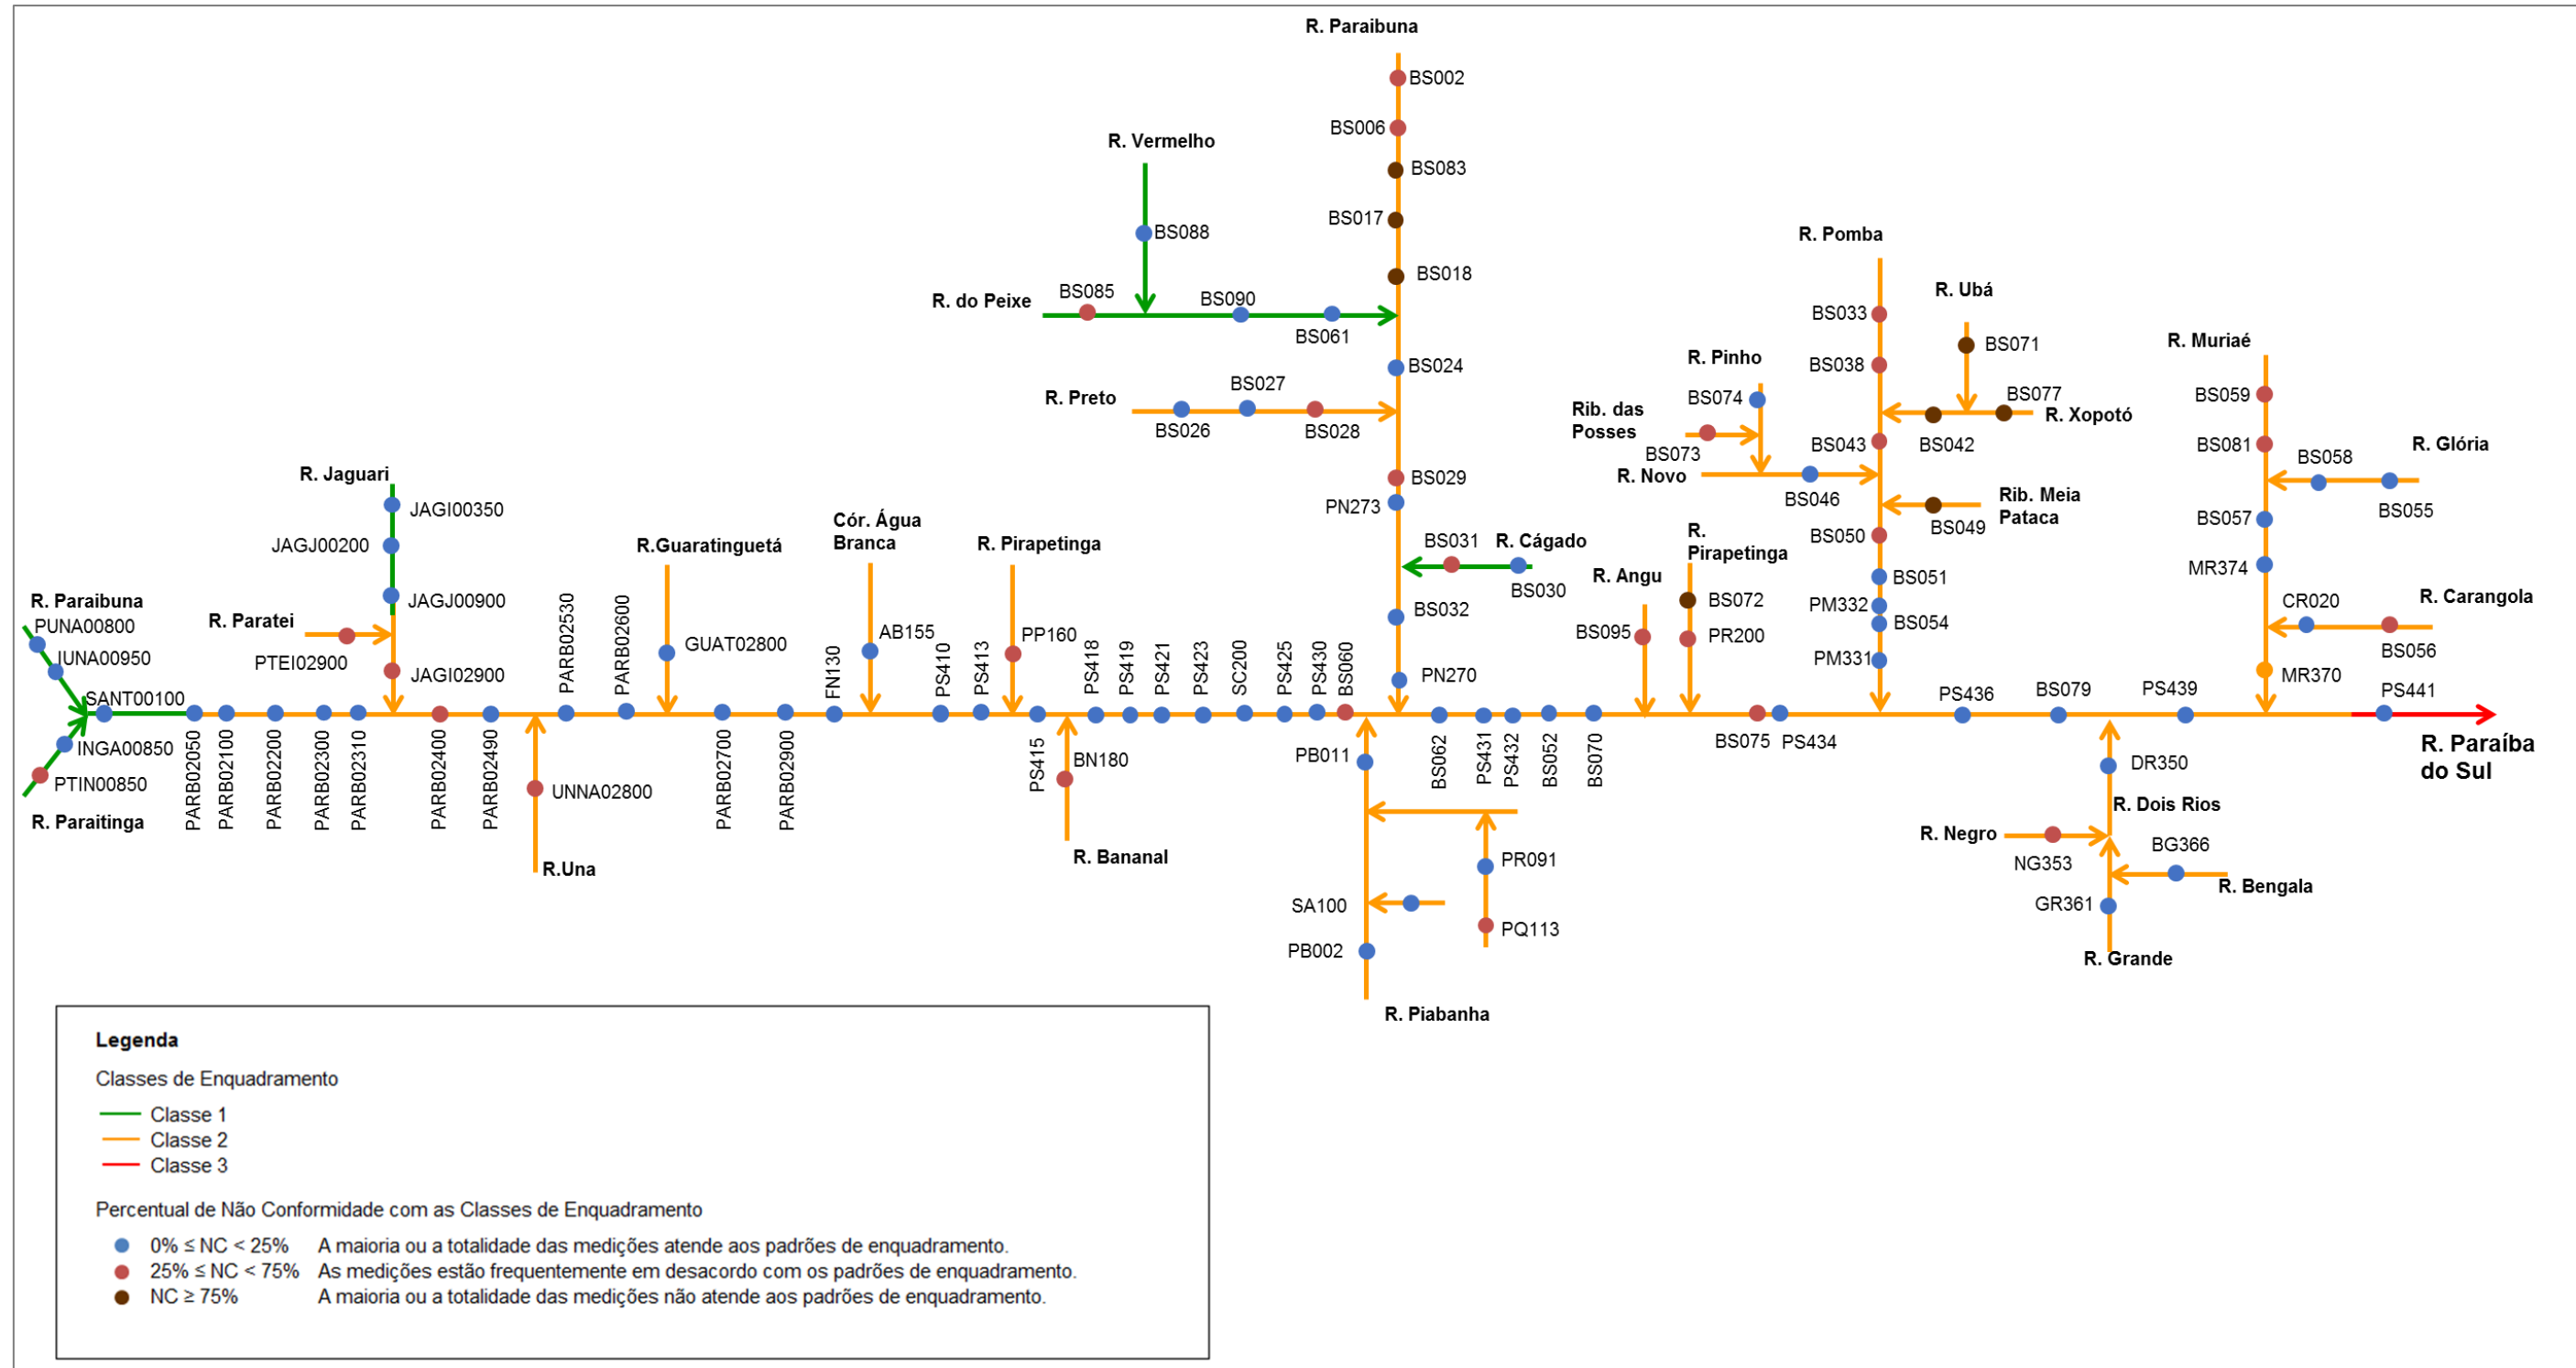 R. Paraibuna
BS002
BS006
BS083
BS017
BS018
R. Vermelho
BS088
R. do Peixe
BS085
BS090
BS061
BS024
R. Preto
BS026
BS027
BS028
BS029
PN273
BS031
R. Cágado
BS030
BS032
PN270
R. Pomba
BS033
BS038
R. Ubá
BS071
BS077
R. Xopotó
BS042
BS043
R. Pinho
BS074
Rib. das
Posses
BS073
R. Novo
BS046
Rib. Meia
Pataca
BS049
BS050
BS051
PM332
BS054
PM331
R. Muriaé
BS059
BS081
R. Glória
BS058
BS055
BS057
MR374
R. Carangola
CR020
BS056
MR370
R. Angu
BS095
R.
Pirapetinga
BS072
PR200
R. Jaguari
JAGI00350
JAGJ00200
JAGJ00900
R. Paratei
PTEI02900
JAGI02900
R.Guaratinguetá
GUAT02800
Cór. Água
Branca
AB155
R. Pirapetinga
PP160
R. Paraibuna
PUNA00800
IUNA00950
SANT00100
INGA00850
PTIN00850
R. Paraitinga
PARB02050
PARB02100
PARB02200
PARB02300
PARB02310
PARB02400
PARB02490
UNNA02800
R.Una
PARB02530
PARB02600
PARB02700
PARB02900
FN130
PS410
PS413
PS415
BN180
R. Bananal
PS418
PS419
PS421
PS423
SC200
PS425
PS430
BS060
PB011
PR091
SA100
PQ113
PB002
R. Piabanha
BS062
PS431
PS432
BS052
BS070
BS075
PS434
PS436
BS079
PS439
PS441
R. Paraíba
do Sul
DR350
R. Dois Rios
R. Negro
NG353
BG366
R. Bengala
GR361
R. Grande
Legenda
Classes de Enquadramento
Classe 1
Classe 2
Classe 3
Percentual de Não Conformidade com as Classes de Enquadramento
0% ≤ NC < 25% A maioria ou a totalidade das medições atende aos padrões de enquadramento.
25% ≤ NC < 75% As medições estão frequentemente em desacordo com os padrões de enquadramento.
NC ≥ 75% A maioria ou a totalidade das medições não atende aos padrões de enquadramento.